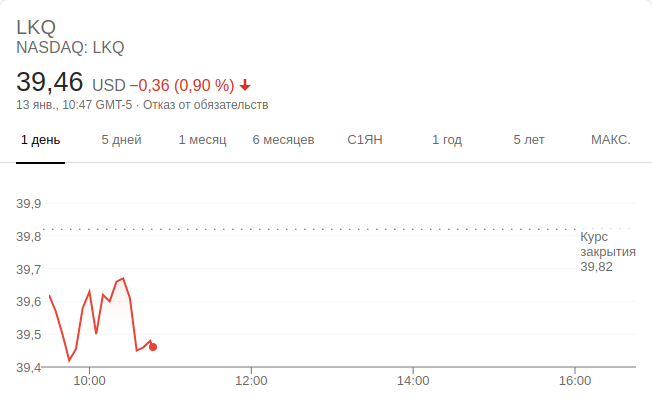 LKQ
NASDAQ: LKQ
39,46 USD −0,36 (0,90 %)
13 янв., 10:47 GMT-5 · Отказ от обязательств
1 день 5 дней 1 месяц 6 месяцев С1ЯН 1 год 5 лет МАКС.
39,9
39,8
Курс
закрытия
39,82
39,7
39,6
39,5
39,4
10:00 12:00 14:00 16:00